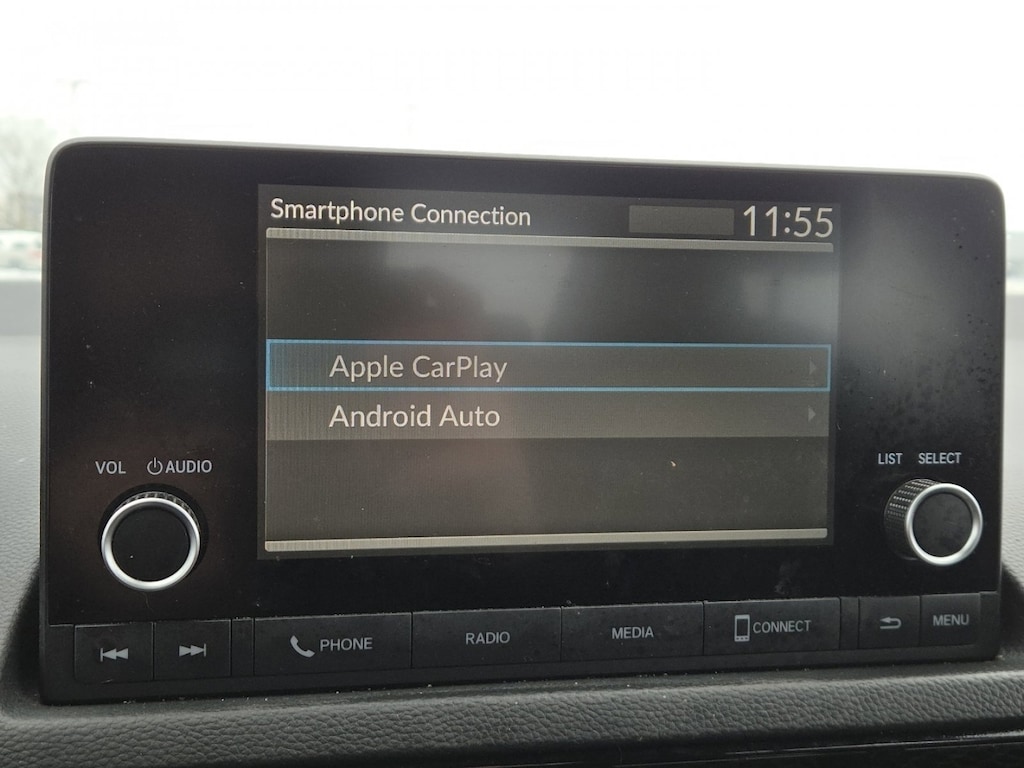 Smartphone Connection 11:55
Apple CarPlay
Android Auto
VOL AUDIO
LIST SELECT
PHONE RADIO MEDIA CONNECT MENU